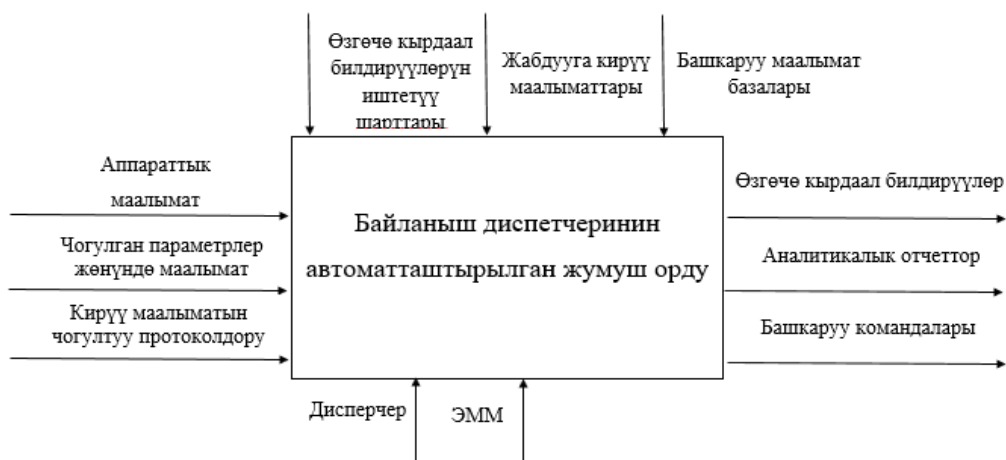 Өзгөчө кырдаал
билдирүүлөрүн
иштетүү
шарттары
Жабдууга кирүү
маалыматтары
Башкаруу маалымат
базалары
Аппараттык
маалымат
Чогулган параметрлер
жөнүндө маалымат
Кирүү маалыматын
чогултуу протоколдору
Байланыш диспетчеринин
автоматташтырылган жумуш орду
Өзгөчө кырдаал билдирүүлөр
Аналитикалык отчеттор
Башкаруу командалары
Дисперчер
ЭММ